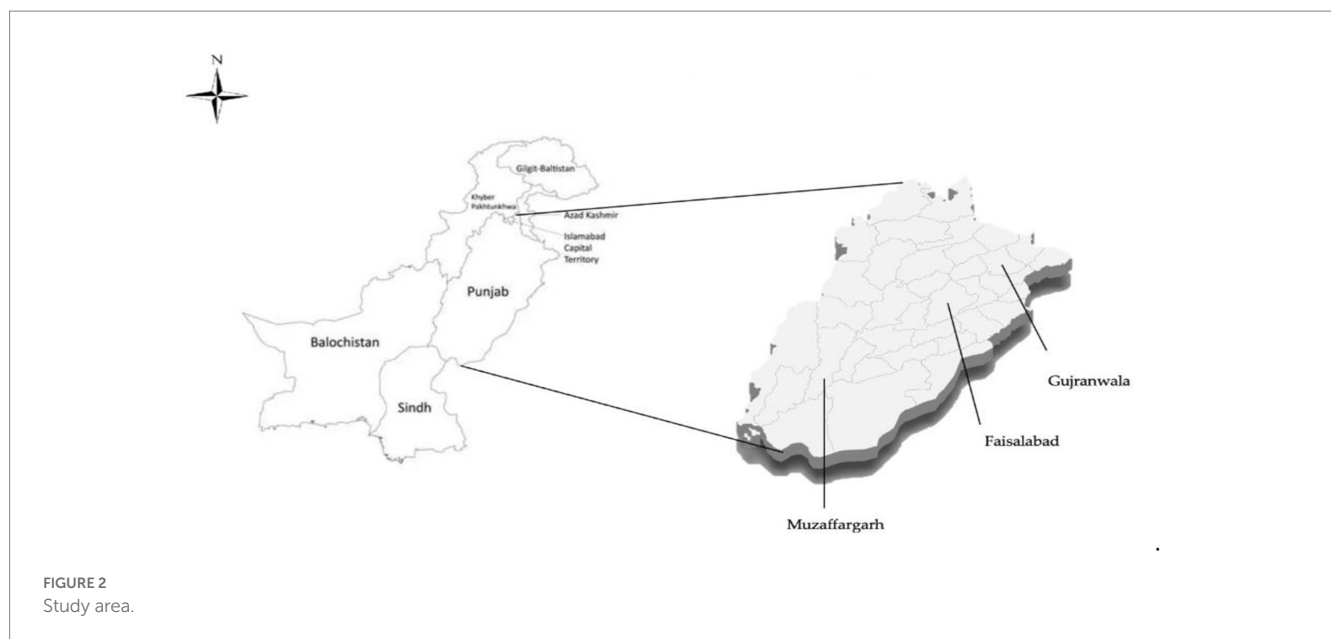 N
Gilgit-Baltistan
Khyber
Pakhtunkhwa
Azad Kashmir
Islamabad
Capital
Territory
Punjab
Balochistan
Sindh
Gujranwala
Faisalabad
Muzaffargarh
.
FIGURE 2
Study area.